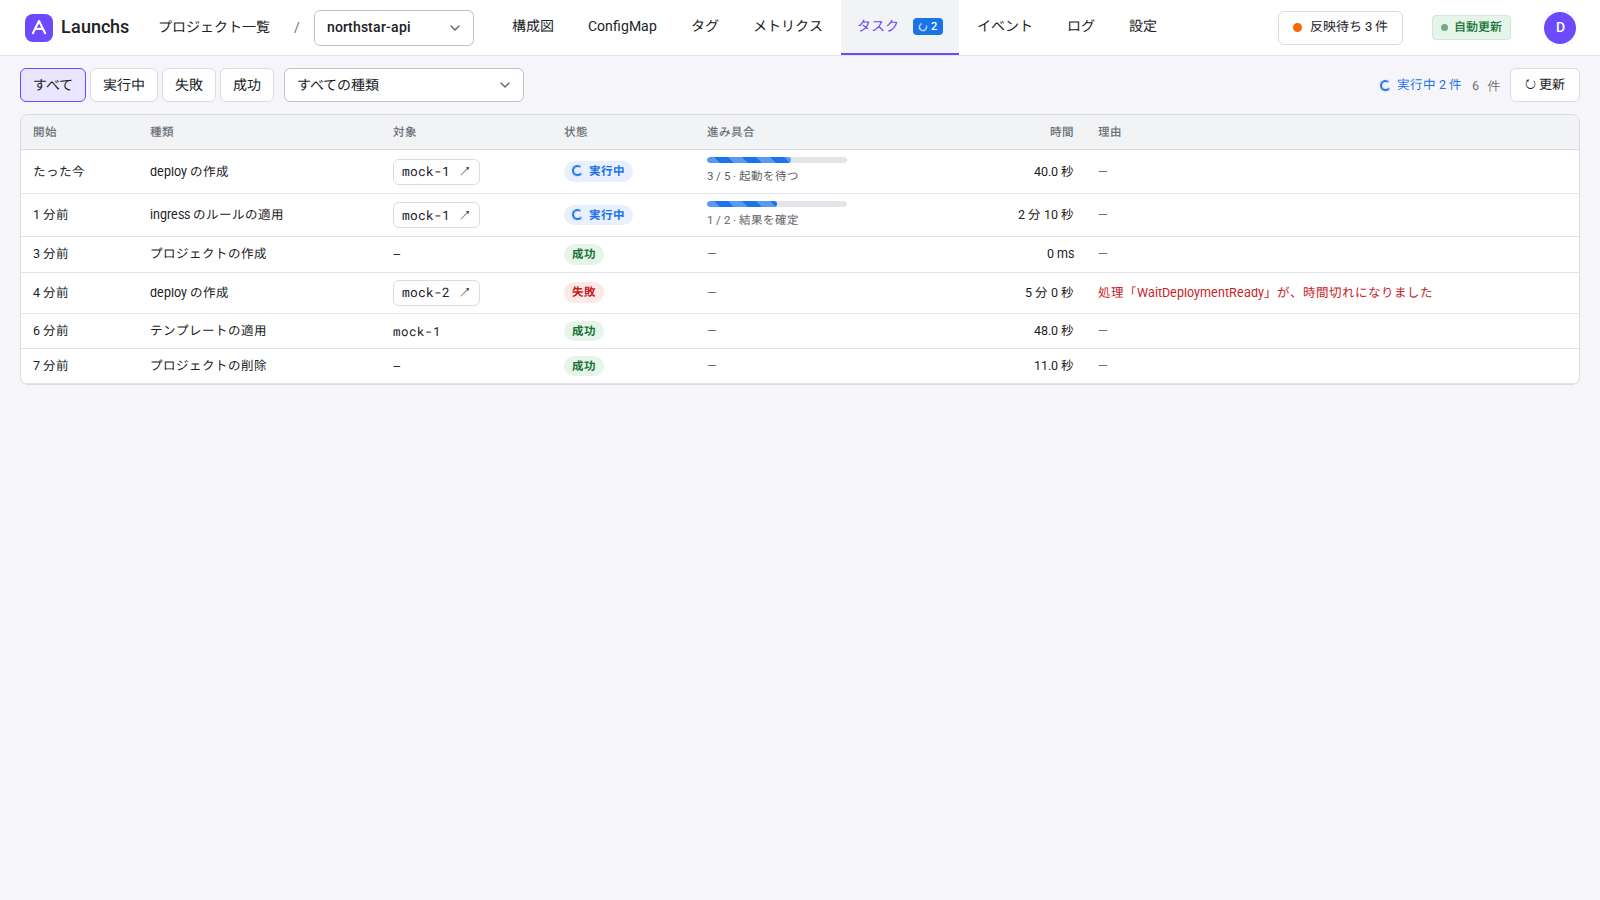 Launchs プロジェクト一覧 / northstar-api 構成図 ConfigMap タグ メトリクス タスク 2 イベント ログ 設定 反映待ち 3 件 自動更新 D
すべて 実行中 失敗 成功 すべての種類 実行中 2 件 6 件 更新
開始 種類 対象 状態 進み具合 時間 理由
たった今 deploy の作成 mock-1 ↗ 実行中 3 / 5 · 起動を待つ 40.0 秒 —
1 分前 ingress のルールの適用 mock-1 ↗ 実行中 1 / 2 · 結果を確定 2 分 10 秒 —
3 分前 プロジェクトの作成 – 成功 — 0 ms —
4 分前 deploy の作成 mock-2 ↗ 失敗 — 5 分 0 秒 処理「WaitDeploymentReady」が、時間切れになりました
6 分前 テンプレートの適用 mock-1 成功 — 48.0 秒 —
7 分前 プロジェクトの削除 – 成功 — 11.0 秒 —